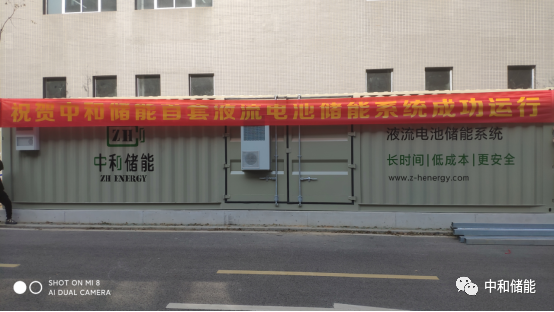 祝贺中和储能首套液流电池储能系统成功运行
ZH
中和储能
ZH ENERGY
液流电池储能系统
长时间|低成本|更安全
www.z-henergy.com
SHOT ON MI 8
AI DUAL CAMERA
中和储能